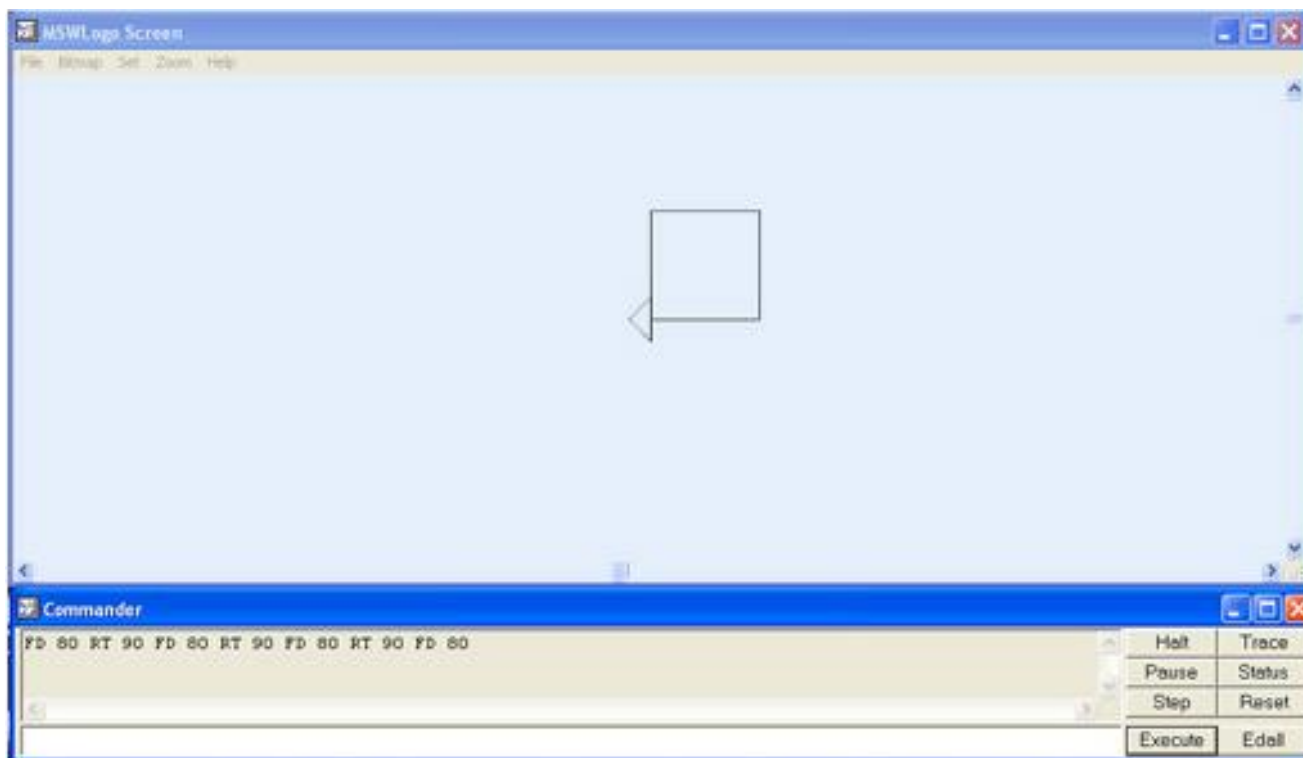 MSWLogo Screen
File Bitmap Set Zoom Help
Commander
FD 80 RT 90 FD 80 RT 90 FD 80 RT 90 FD 80
Halt Trace
Pause Status
Step Reset
Execute Edall